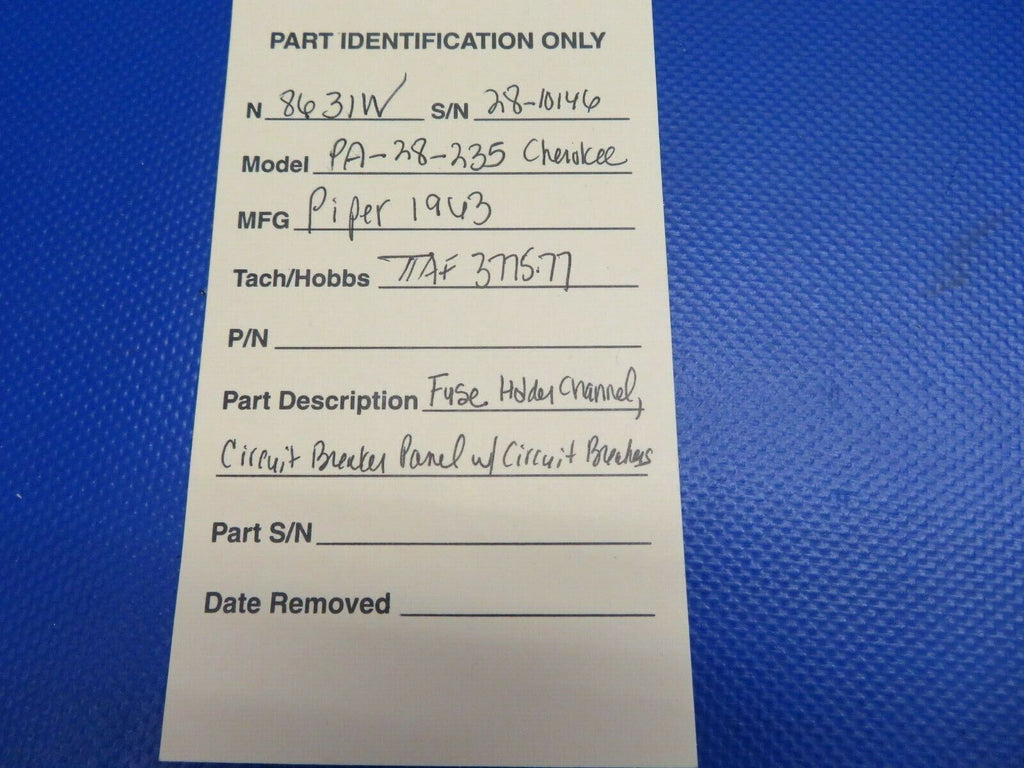 PART IDENTIFICATION ONLY
N 8631W S/N 28-10146
Model PA-28-235 Cherokee
MFG Piper 1963
Tach/Hobbs TTAF 3775.77
P/N
Part Description Fuse Holder Channel,
Circuit Breaker Panel w/ Circuit Breakers
Part S/N
Date Removed